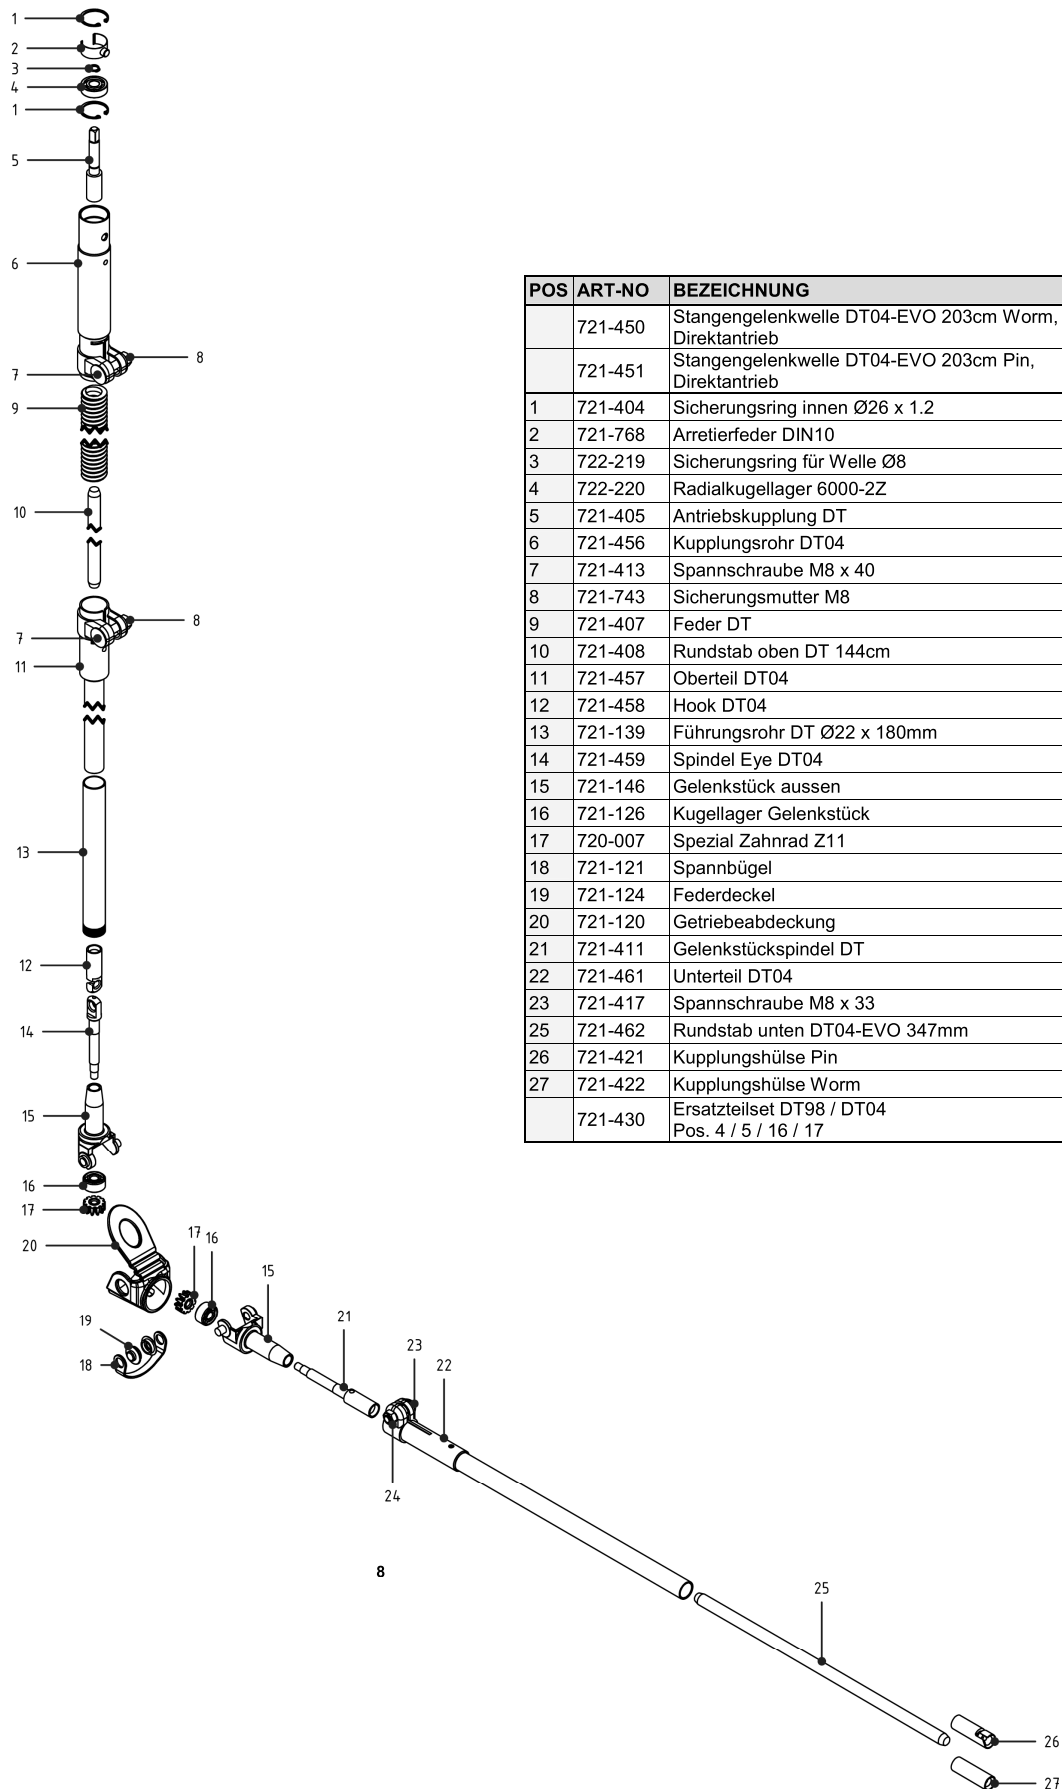 1
2
3
4
1
5
6
8
7
9
10
8
7
11
13
12
14
15
16
17
20
17 16
15
19
18
21
23
22
24
8
25
26
27
POS ART-NO BEZEICHNUNG
721-450 Stangengelenkwelle DT04-EVO 203cm Worm,
Direktantrieb
721-451 Stangengelenkwelle DT04-EVO 203cm Pin,
Direktantrieb
1 721-404 Sicherungsring innen Ø26 x 1.2
2 721-768 Arretierfeder DIN10
3 722-219 Sicherungsring für Welle Ø8
4 722-220 Radialkugellager 6000-2Z
5 721-405 Antriebskupplung DT
6 721-456 Kupplungsrohr DT04
7 721-413 Spannschraube M8 x 40
8 721-743 Sicherungsmutter M8
9 721-407 Feder DT
10 721-408 Rundstab oben DT 144cm
11 721-457 Oberteil DT04
12 721-458 Hook DT04
13 721-139 Führungsrohr DT Ø22 x 180mm
14 721-459 Spindel Eye DT04
15 721-146 Gelenkstück aussen
16 721-126 Kugellager Gelenkstück
17 720-007 Spezial Zahnrad Z11
18 721-121 Spannbügel
19 721-124 Federdeckel
20 721-120 Getriebeabdeckung
21 721-411 Gelenkstückspindel DT
22 721-461 Unterteil DT04
23 721-417 Spannschraube M8 x 33
25 721-462 Rundstab unten DT04-EVO 347mm
26 721-421 Kupplungshülse Pin
27 721-422 Kupplungshülse Worm
721-430 Ersatzteilset DT98 / DT04
Pos. 4 / 5 / 16 / 17